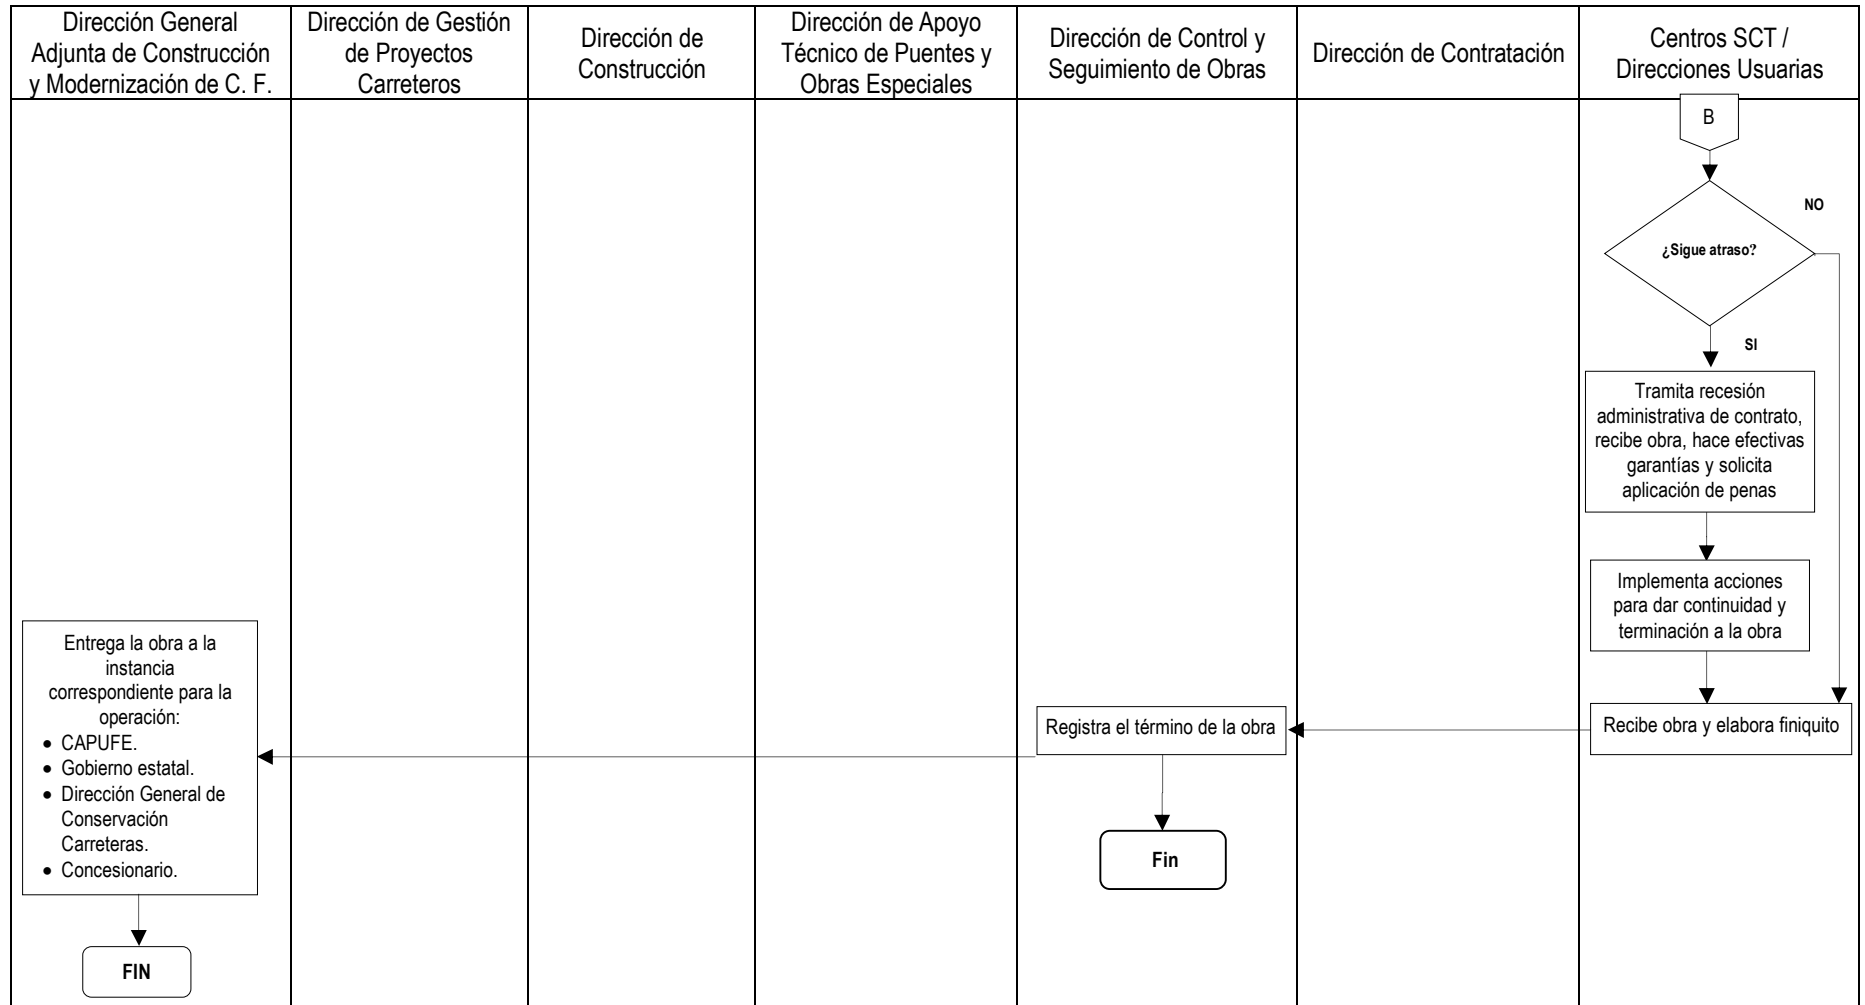 Dirección General
Adjunta de Construcción
y Modernización de C. F.
Dirección de Gestión
de Proyectos
Carreteros
Dirección de
Construcción
Dirección de Apoyo
Técnico de Puentes y
Obras Especiales
Dirección de Control y
Seguimiento de Obras
Dirección de Contratación
Centros SCT /
Direcciones Usuarias
B
NO
¿Sigue atraso?
SI
Tramita recesión
administrativa de contrato,
recibe obra, hace efectivas
garantías y solicita
aplicación de penas
Implementa acciones
para dar continuidad y
terminación a la obra
Recibe obra y elabora finiquito
Registra el término de la obra
Fin
Entrega la obra a la
instancia
correspondiente para la
operación:
• CAPUFE.
• Gobierno estatal.
• Dirección General de
Conservación
Carreteras.
• Concesionario.
FIN